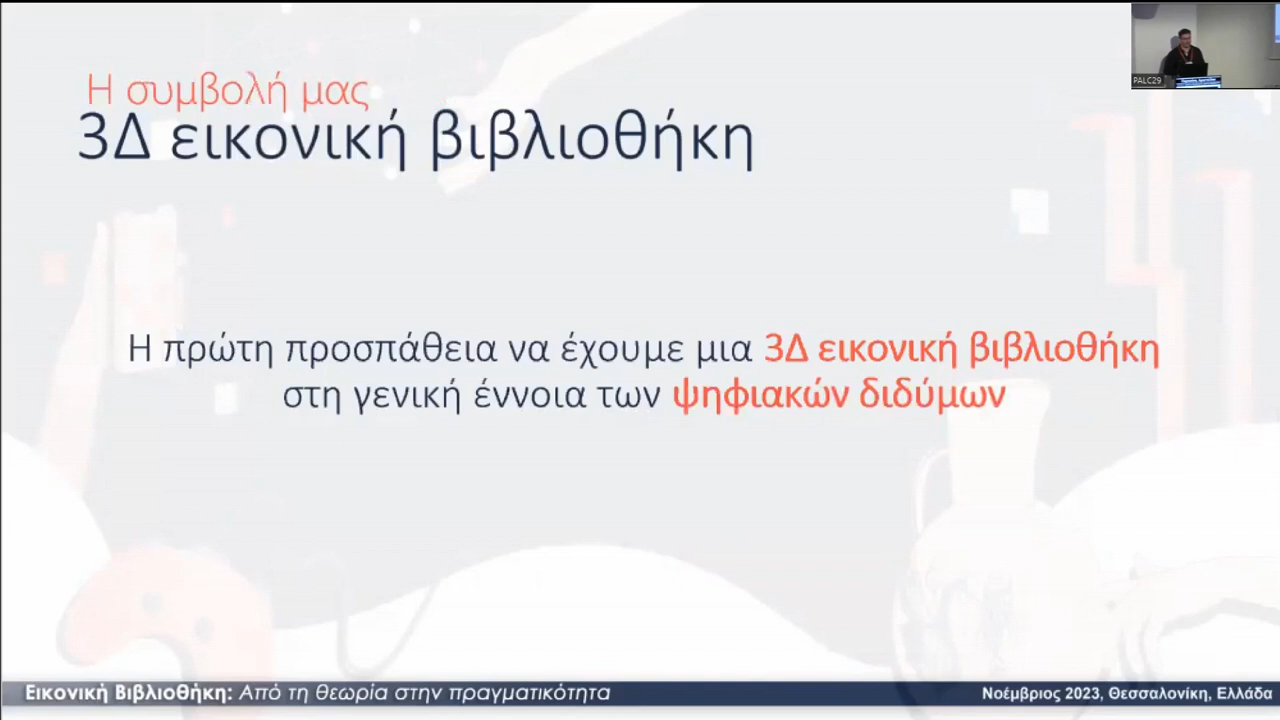 PALC29
Η συμβολή μας
3Δ εικονική βιβλιοθήκη
Η πρώτη προσπάθεια να έχουμε μια 3Δ εικονική βιβλιοθήκη
στη γενική έννοια των ψηφιακών διδύμων
Εικονική Βιβλιοθήκη: Από τη θεωρία στην πραγματικότητα
Νοέμβριος 2023, Θεσσαλονίκη, Ελλάδα